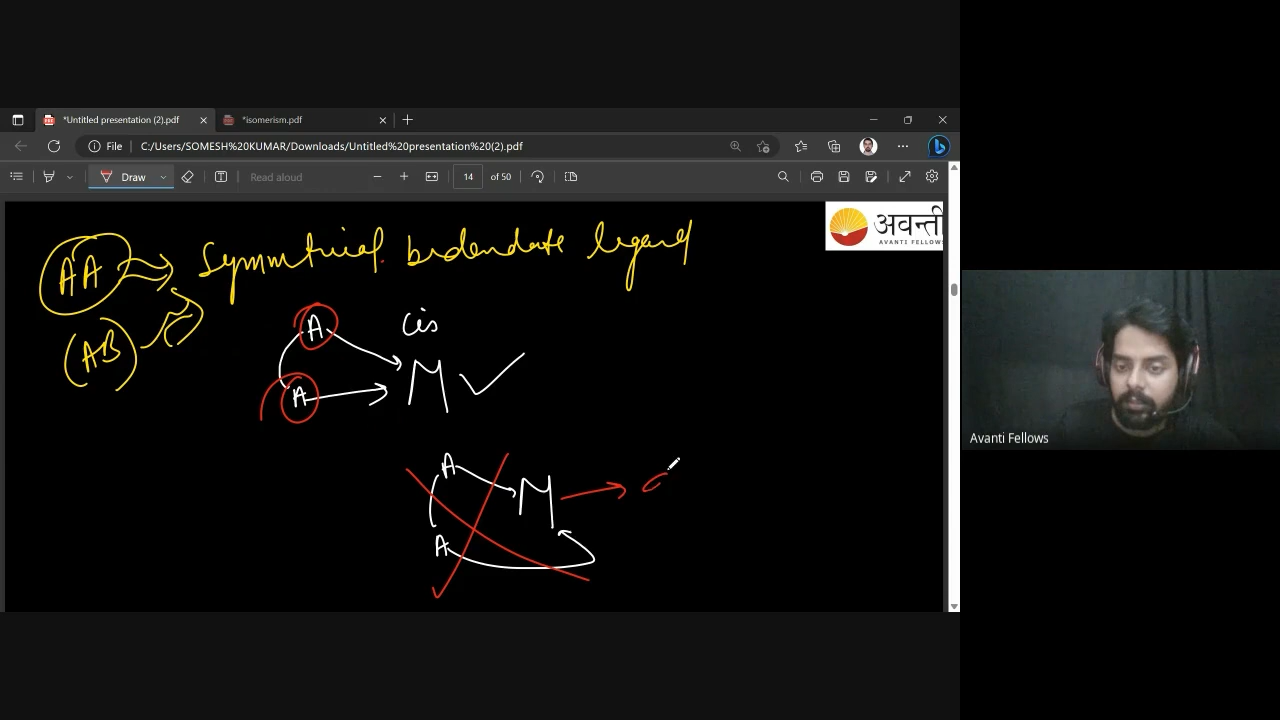 *Untitled presentation (2).pdf
*isomerism.pdf
File
C:/Users/SOMESH%20KUMAR/Downloads/Untitled%20presentation%20(2).pdf
Draw
Read aloud
14 of 50
अवन्ती
AVANTI FELLOWS
AA
Symmtricial bidendate ligand
(AB)
A
Cis
A
M
A
M
A
Avanti Fellows